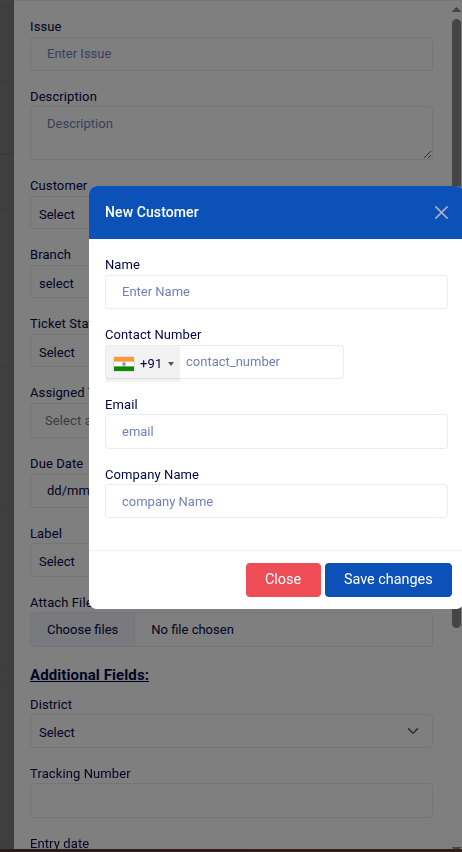 Issue
Enter Issue
Description
Description
Customer
Select
New Customer
Name
Enter Name
Contact Number
+91 contact_number
Email
email
Company Name
company Name
Close Save changes
Branch
select
Ticket Sta
Select
Assigned
Select a
Due Date
dd/mm
Label
Select
Attach File
Choose files No file chosen
Additional Fields:
District
Select
Tracking Number
Entry date